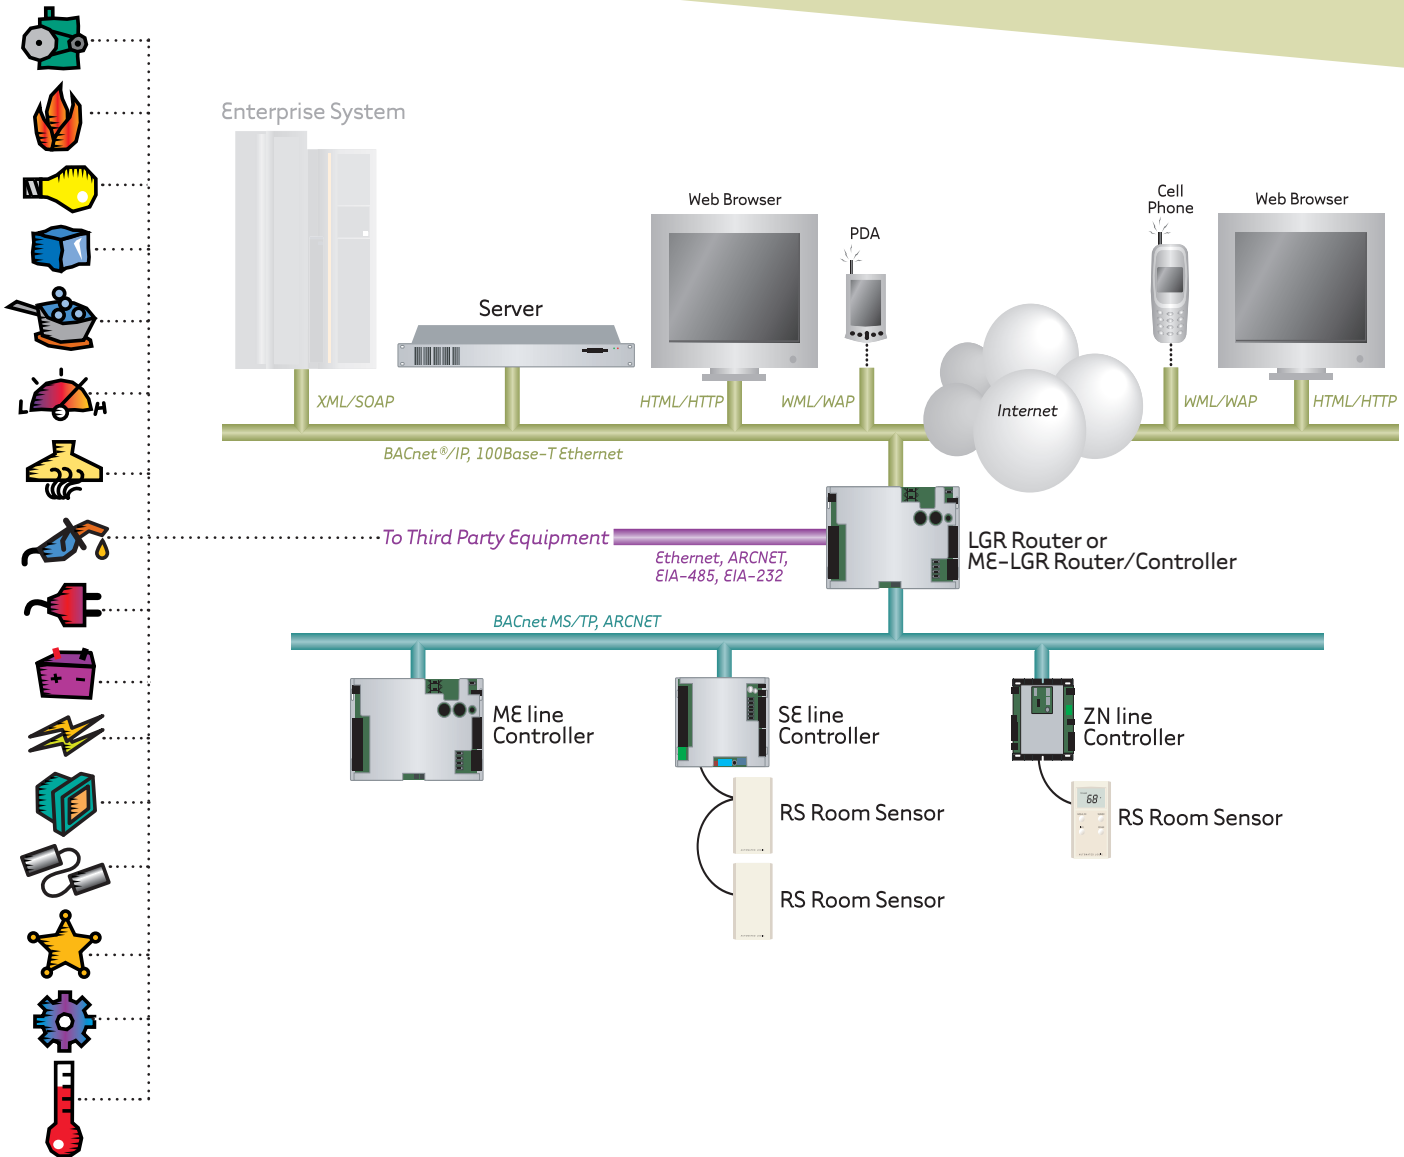 Enterprise System
Server
Web Browser
PDA
Cell
Phone
Web Browser
XML/SOAP
HTML/HTTP
WML/WAP
Internet
WML/WAP
HTML/HTTP
BACnet®/IP, 100Base-T Ethernet
L H
To Third Party Equipment
Ethernet, ARCNET,
EIA-485, EIA-232
LGR Router or
ME-LGR Router/Controller
BACnet MS/TP, ARCNET
+ -
ME line
Controller
SE line
Controller
ZN line
Controller
68
RS Room Sensor
RS Room Sensor
RS Room Sensor